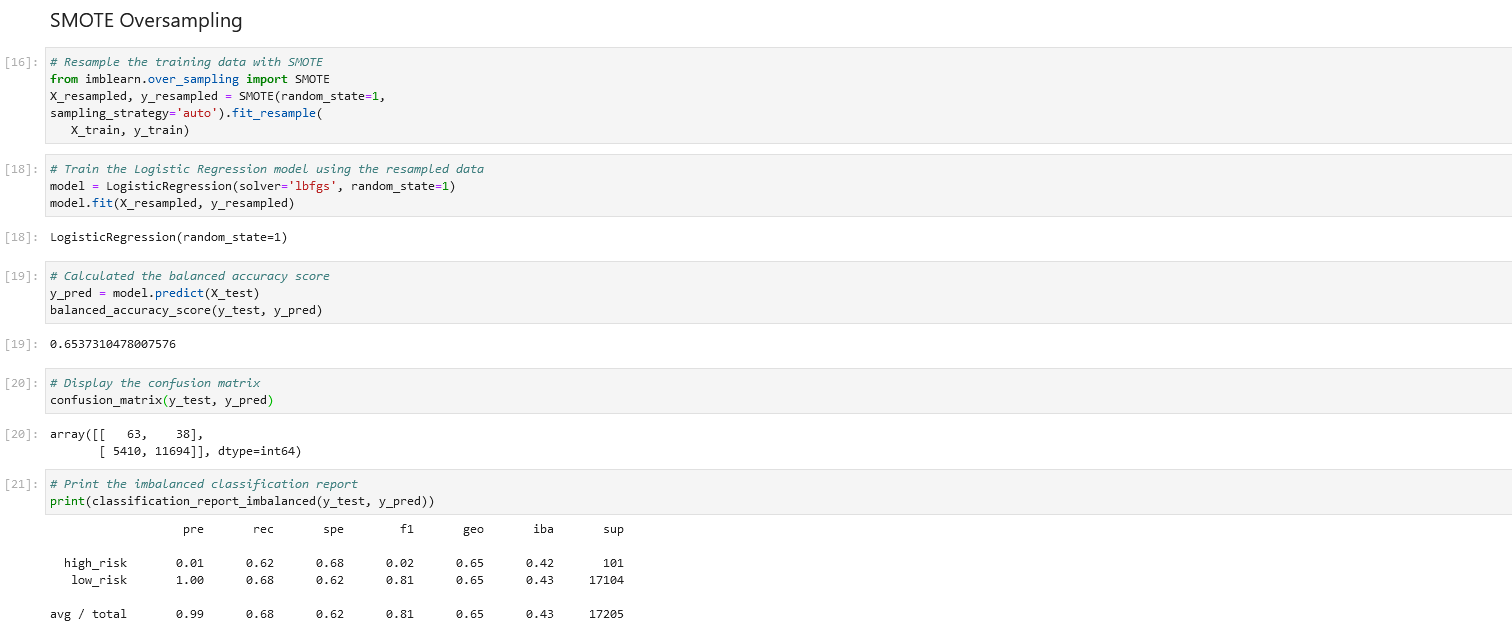 SMOTE Oversampling
[16]: # Resample the training data with SMOTE
from imblearn.over_sampling import SMOTE
X_resampled, y_resampled = SMOTE(random_state=1,
sampling_strategy='auto').fit_resample(
X_train, y_train)
[18]: # Train the Logistic Regression model using the resampled data
model = LogisticRegression(solver='lbfgs', random_state=1)
model.fit(X_resampled, y_resampled)
[18]: LogisticRegression(random_state=1)
[19]: # Calculated the balanced accuracy score
y_pred = model.predict(X_test)
balanced_accuracy_score(y_test, y_pred)
[19]: 0.6537310478007576
[20]: # Display the confusion matrix
confusion_matrix(y_test, y_pred)
[20]: array([[ 63, 38],
[ 5410, 11694]], dtype=int64)
[21]: # Print the imbalanced classification report
print(classification_report_imbalanced(y_test, y_pred))
pre rec spe f1 geo iba sup
high_risk 0.01 0.62 0.68 0.02 0.65 0.42 101
low_risk 1.00 0.68 0.62 0.81 0.65 0.43 17104
avg / total 0.99 0.68 0.62 0.81 0.65 0.43 17205